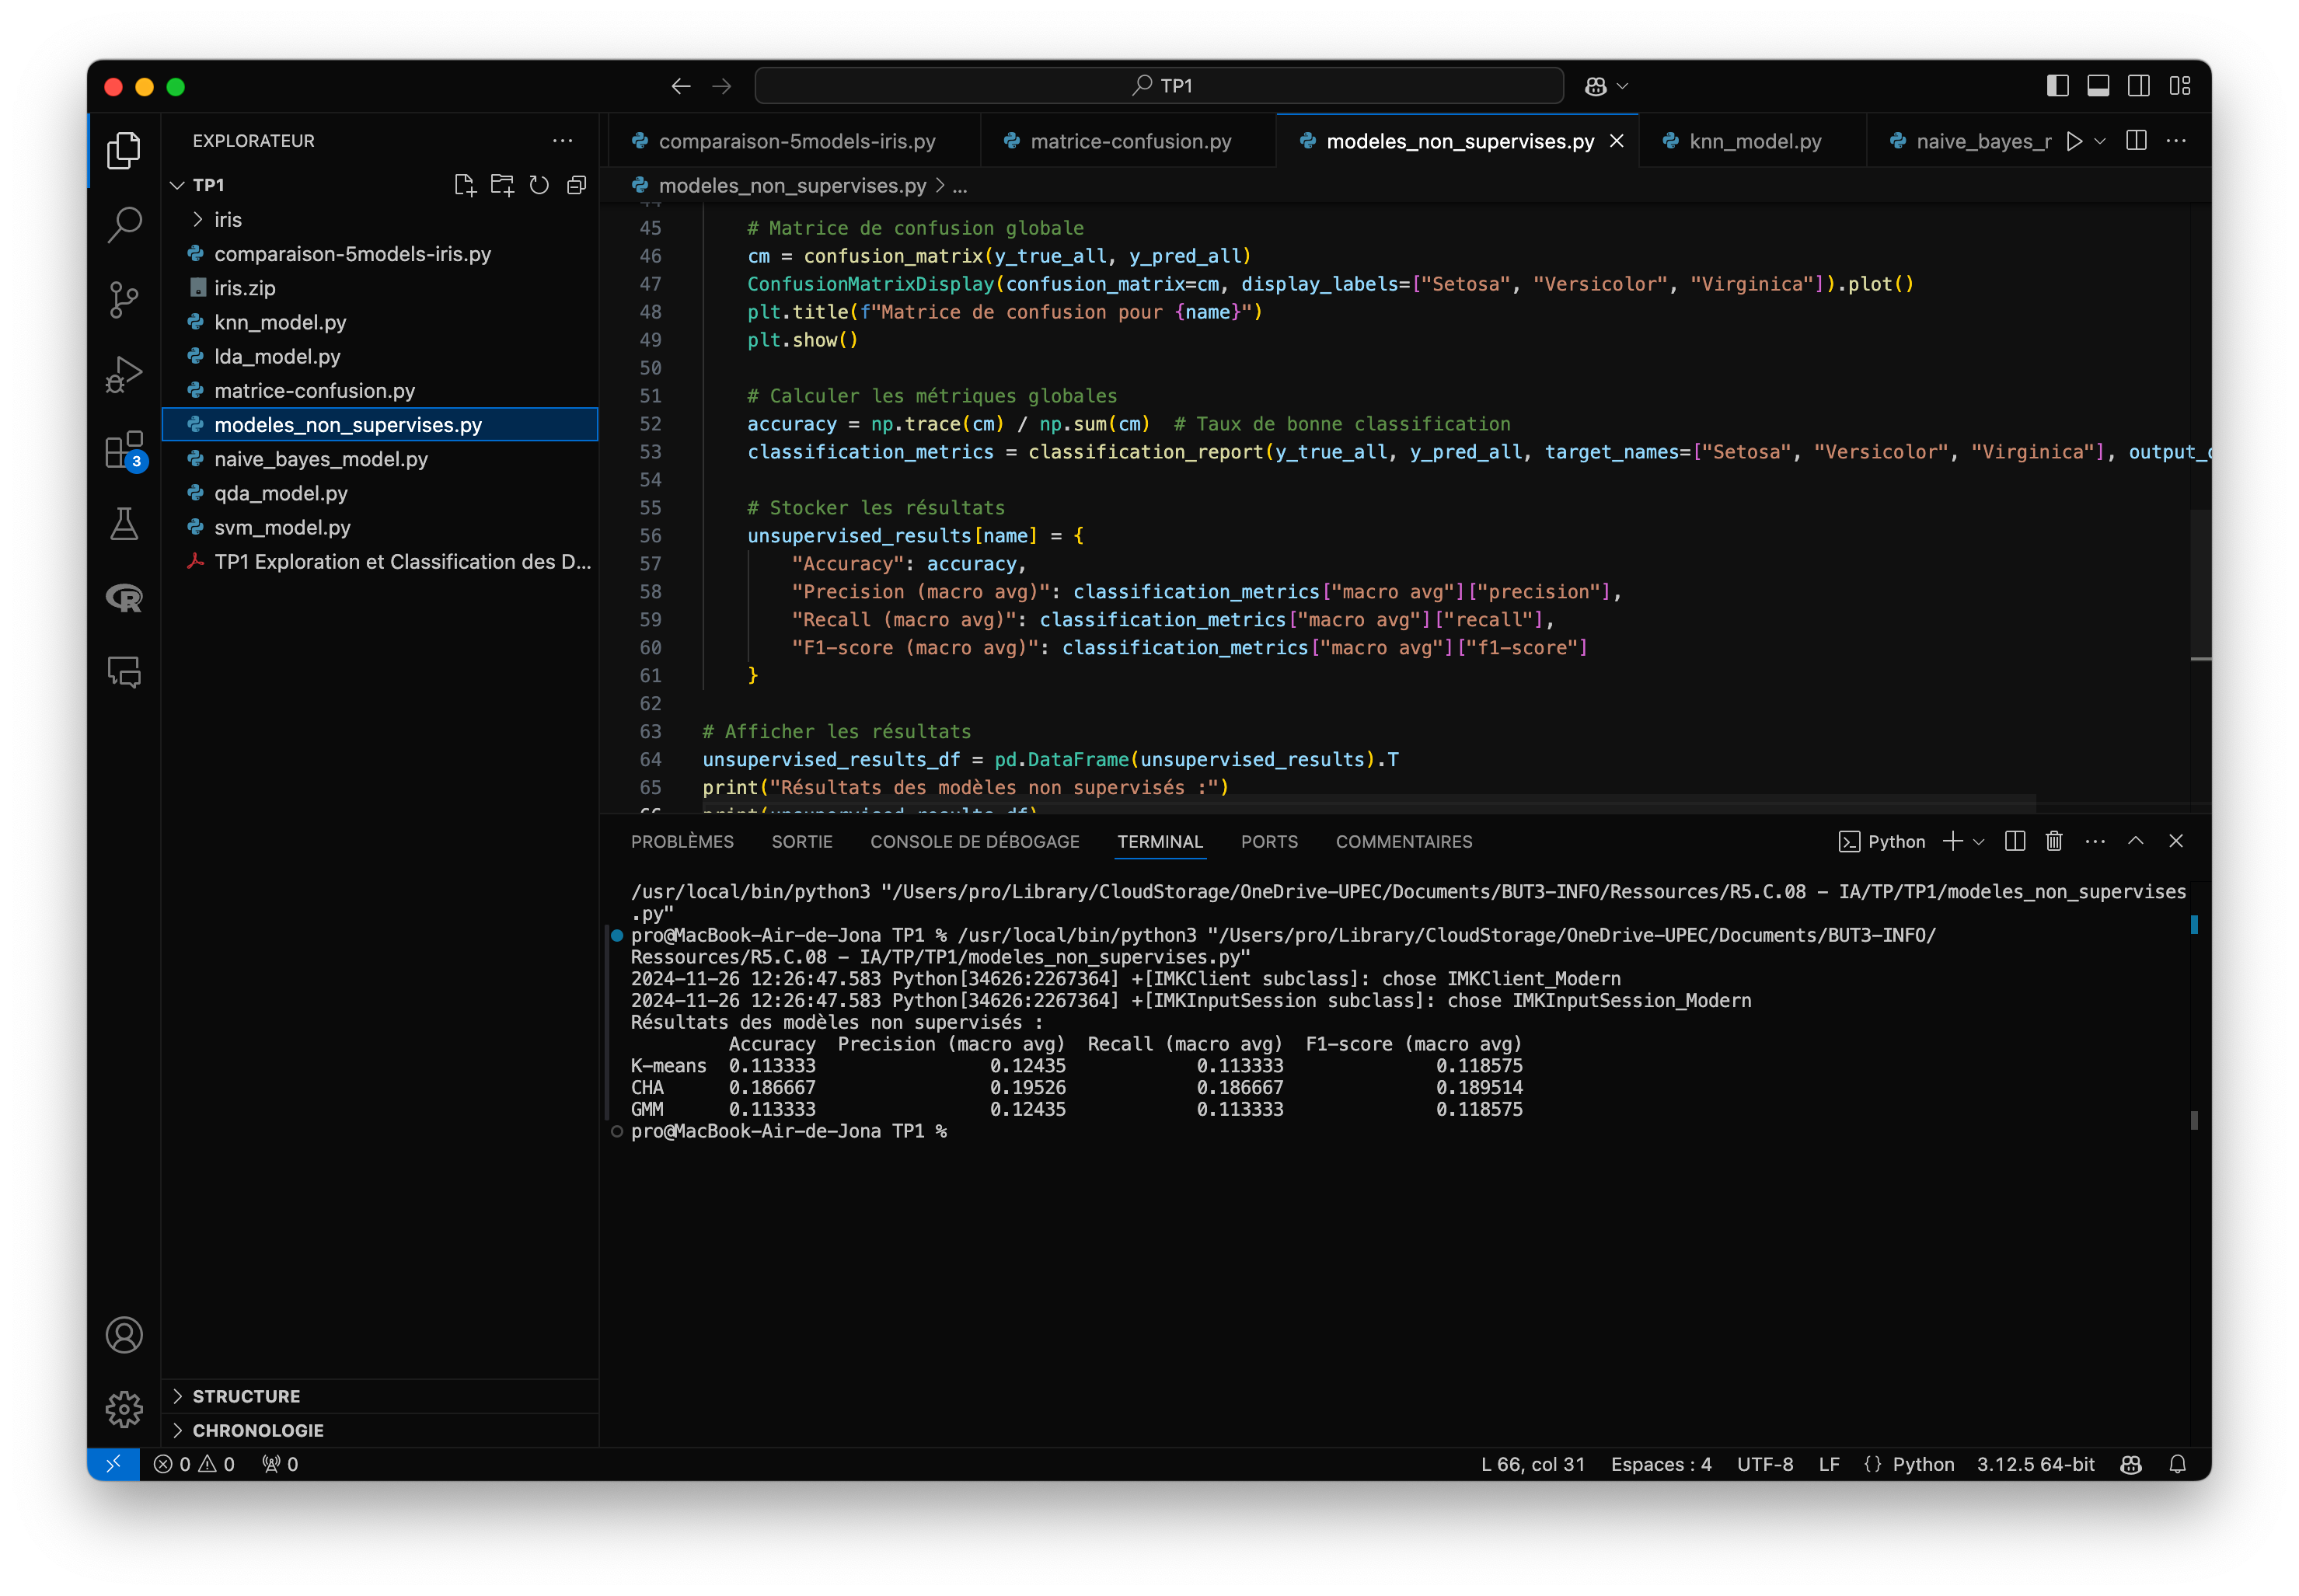 TP1
EXPLORATEUR
TP1
iris
comparaison-5models-iris.py
iris.zip
knn_model.py
lda_model.py
matrice-confusion.py
modeles_non_supervises.py
naive_bayes_model.py
qda_model.py
svm_model.py
TP1 Exploration et Classification des D...
3
STRUCTURE
CHRONOLOGIE
comparaison-5models-iris.py
matrice-confusion.py
modeles_non_supervises.py
knn_model.py
naive_bayes_r
modeles_non_supervises.py > ...
44
45 # Matrice de confusion globale
46 cm = confusion_matrix(y_true_all, y_pred_all)
47 ConfusionMatrixDisplay(confusion_matrix=cm, display_labels=["Setosa", "Versicolor", "Virginica"]).plot()
48 plt.title(f"Matrice de confusion pour {name}")
49 plt.show()
50
51 # Calculer les métriques globales
52 accuracy = np.trace(cm) / np.sum(cm)  # Taux de bonne classification
53 classification_metrics = classification_report(y_true_all, y_pred_all, target_names=["Setosa", "Versicolor", "Virginica"], output_
54
55 # Stocker les résultats
56 unsupervised_results[name] = {
57 "Accuracy": accuracy,
58 "Precision (macro avg)": classification_metrics["macro avg"]["precision"],
59 "Recall (macro avg)": classification_metrics["macro avg"]["recall"],
60 "F1-score (macro avg)": classification_metrics["macro avg"]["f1-score"]
61 }
62
63 # Afficher les résultats
64 unsupervised_results_df = pd.DataFrame(unsupervised_results).T
65 print("Résultats des modèles non supervisés :")
66 print(unsupervised_results_df)
PROBLÈMES SORTIE CONSOLE DE DÉBOGAGE TERMINAL PORTS COMMENTAIRES
Python
/usr/local/bin/python3 "/Users/pro/Library/CloudStorage/OneDrive-UPEC/Documents/BUT3-INFO/Ressources/R5.C.08 - IA/TP/TP1/modeles_non_supervises
.py"
pro@MacBook-Air-de-Jona TP1 % /usr/local/bin/python3 "/Users/pro/Library/CloudStorage/OneDrive-UPEC/Documents/BUT3-INFO/
Ressources/R5.C.08 - IA/TP/TP1/modeles_non_supervises.py"
2024-11-26 12:26:47.583 Python[34626:2267364] +[IMKClient subclass]: chose IMKClient_Modern
2024-11-26 12:26:47.583 Python[34626:2267364] +[IMKInputSession subclass]: chose IMKInputSession_Modern
Résultats des modèles non supervisés :
Accuracy  Precision (macro avg)  Recall (macro avg)  F1-score (macro avg)
K-means  0.113333  0.12435  0.113333  0.118575
CHA  0.186667  0.19526  0.186667  0.189514
GMM  0.113333  0.12435  0.113333  0.118575
pro@MacBook-Air-de-Jona TP1 %
0 0 0
L 66, col 31 Espaces : 4 UTF-8 LF {} Python 3.12.5 64-bit